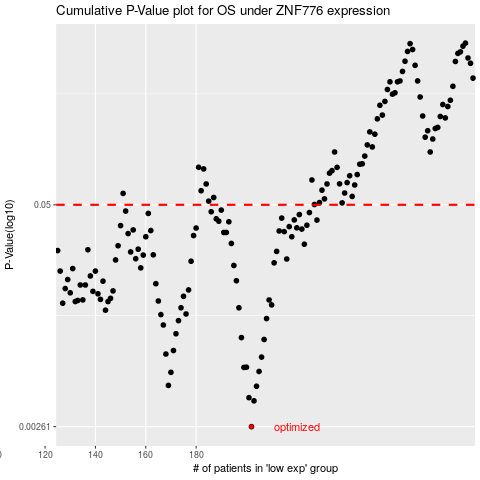 Cumulative P-Value plot for OS under ZNF776 expression
P-Value(log10)
0.05
0.00261
optimized
0 120 140 160 180
# of patients in 'low exp' group